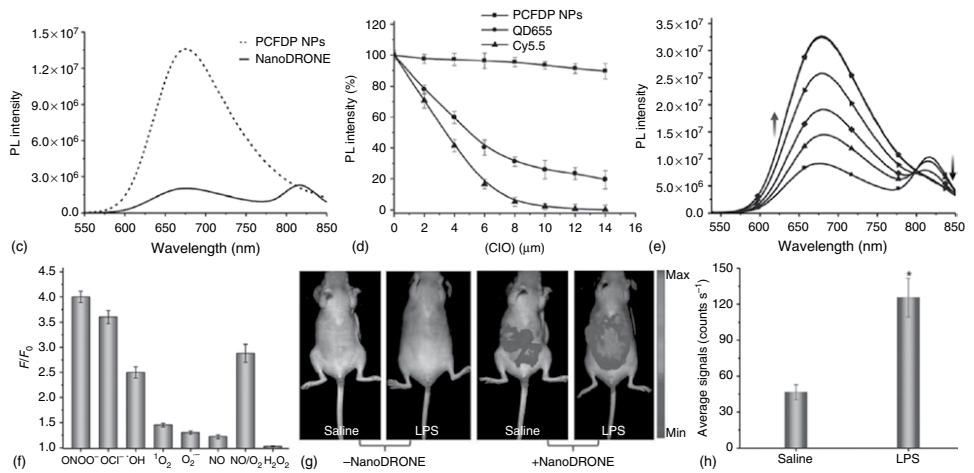 PL intensity
1.5×10⁷
1.2×10⁷
9.0×10⁶
6.0×10⁶
3.0×10⁶
0.0
PCFDP NPs
NanoDRONE
550 600 650 700 750 800 850
Wavelength (nm)
(c)
PL intensity (%)
120
100
80
60
40
20
0
PCFDP NPs
QD655
Cy5.5
0 2 4 6 8 10 12 14 16
(ClO) (μm)
(d)
PL intensity
3.5×10⁷
3.0×10⁷
2.5×10⁷
2.0×10⁷
1.5×10⁷
1.0×10⁷
5.0×10⁶
0.0
550 600 650 700 750 800 850
Wavelength (nm)
(e)
F/F₀
4.5
4.0
3.5
3.0
2.5
2.0
1.5
1.0
ONOO⁻ OCl⁻ ˙OH ¹O₂ O₂˙⁻ NO NO/O₂ H₂O₂
(f)
Saline LPS Saline LPS
–NanoDRONE +NanoDRONE
Max
Min
(g)
Average signals (counts s⁻¹)
150
120
90
60
30
0
*
Saline LPS
(h)